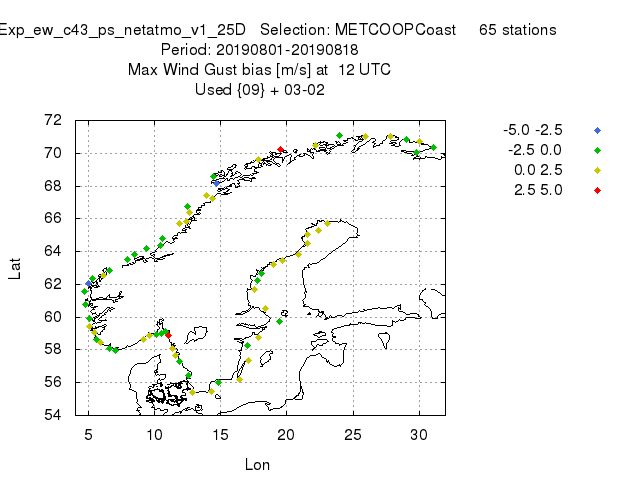 Exp_ew_c43_ps_netatmo_v1_25D Selection: METCOOPCoast 65 stations
Period: 20190801-20190818
Max Wind Gust bias [m/s] at 12 UTC
Used {09} + 03-02
72
70
68
66
64
62
60
58
56
54
5 10 15 20 25 30
Lat
Lon
-5.0 -2.5
-2.5 0.0
0.0 2.5
2.5 5.0